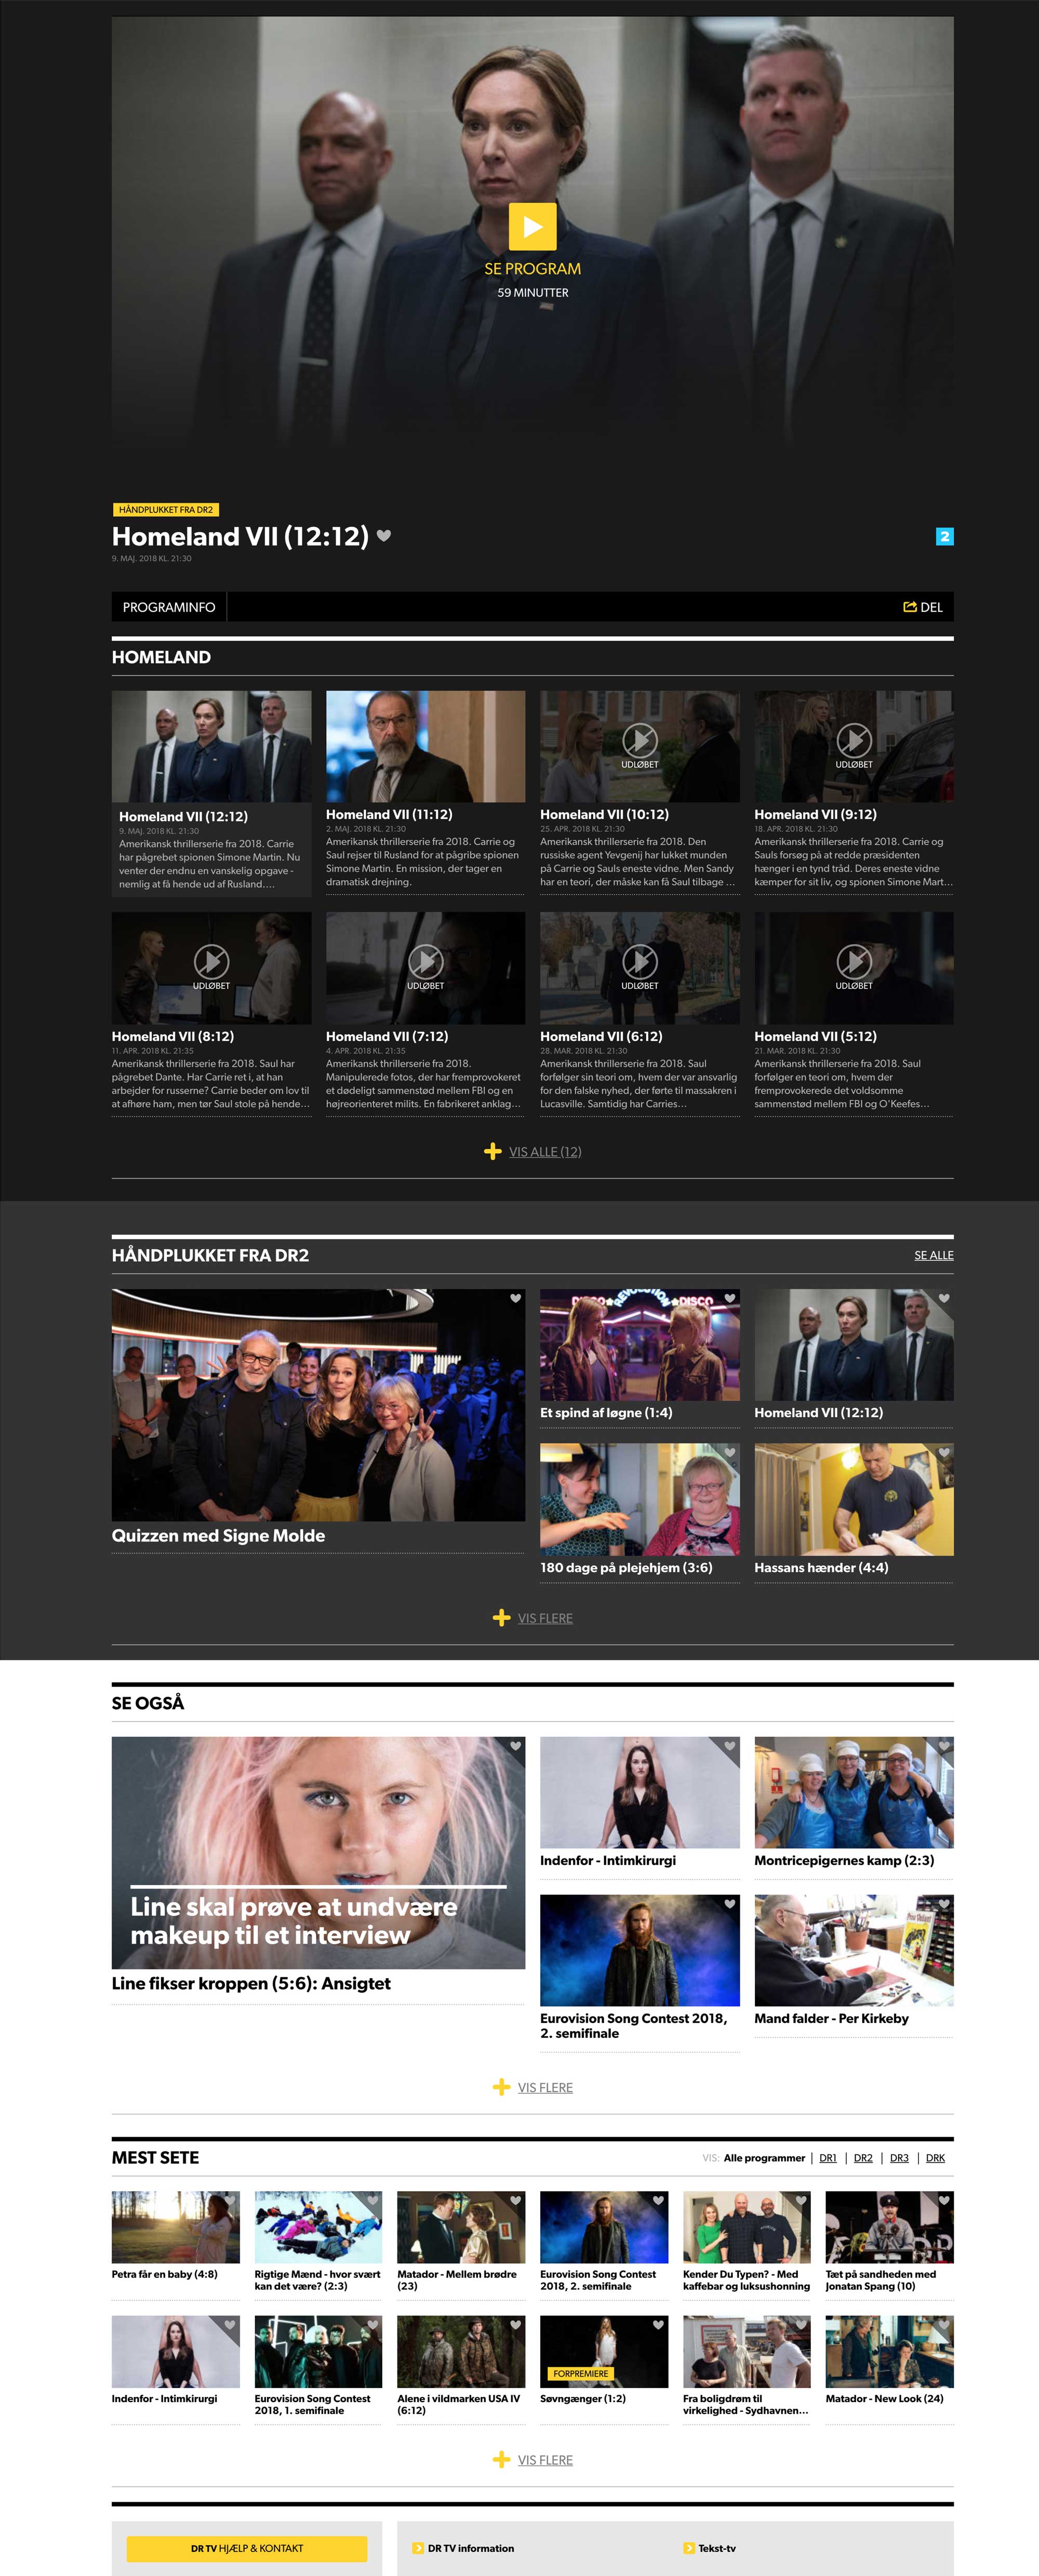 SE PROGRAM
59 MINUTTER
HÅNDPLUKKET FRA DR2
Homeland VII (12:12)
2
9. MAJ. 2018 KL. 21:30
PROGRAMINFO
DEL
HOMELAND
Homeland VII (12:12)
9. MAJ. 2018 KL. 21:30
Amerikansk thrillerserie fra 2018. Carrie
har pågrebet spionen Simone Martin. Nu
venter der endnu en vanskelig opgave -
nemlig at få hende ud af Rusland....
Homeland VII (11:12)
2. MAJ. 2018 KL. 21:30
Amerikansk thrillerserie fra 2018. Carrie og
Saul rejser til Rusland for at pågribe spionen
Simone Martin. En mission, der tager en
dramatisk drejning.
UDLØBET
Homeland VII (10:12)
25. APR. 2018 KL. 21:30
Amerikansk thrillerserie fra 2018. Den
russiske agent Yevgenij har lukket munden
på Carrie og Sauls eneste vidne. Men Sandy
har en teori, der måske kan få Saul tilbage ...
UDLØBET
Homeland VII (9:12)
18. APR. 2018 KL. 21:30
Amerikansk thrillerserie fra 2018. Carrie og
Sauls forsøg på at redde præsidenten
hænger i en tynd tråd. Deres eneste vidne
kæmper for sit liv, og spionen Simone Mart...
UDLØBET
Homeland VII (8:12)
11. APR. 2018 KL. 21:35
Amerikansk thrillerserie fra 2018. Saul har
pågrebet Dante. Har Carrie ret i, at han
arbejder for russerne? Carrie beder om lov til
at afhøre ham, men tør Saul stole på hende...
UDLØBET
Homeland VII (7:12)
4. APR. 2018 KL. 21:35
Amerikansk thrillerserie fra 2018.
Manipulerede fotos, der har fremprovokeret
et dødeligt sammenstød mellem FBI og en
højreorienteret milits. En fabrikeret anklag...
UDLØBET
Homeland VII (6:12)
28. MAR. 2018 KL. 21:30
Amerikansk thrillerserie fra 2018. Saul
forfølger sin teori om, hvem der var ansvarlig
for den falske nyhed, der førte til massakren i
Lucasville. Samtidig har Carries...
UDLØBET
Homeland VII (5:12)
21. MAR. 2018 KL. 21:30
Amerikansk thrillerserie fra 2018. Saul
forfølger en teori om, hvem der
fremprovokerede det voldsomme
sammenstød mellem FBI og O'Keefes...
VIS ALLE (12)
HÅNDPLUKKET FRA DR2
SE ALLE
Quizzen med Signe Molde
DISCO REVOLUTION DISCO
Et spind af løgne (1:4)
Homeland VII (12:12)
180 dage på plejehjem (3:6)
Hassans hænder (4:4)
VIS FLERE
SE OGSÅ
Line skal prøve at undvære
makeup til et interview
Line fikser kroppen (5:6): Ansigtet
Indenfor - Intimkirurgi
Montricepigernes kamp (2:3)
Eurovision Song Contest 2018,
2. semifinale
Mand falder - Per Kirkeby
VIS FLERE
MEST SETE
VIS: Alle programmer | DR1 | DR2 | DR3 | DRK
Petra får en baby (4:8)
Rigtige Mænd - hvor svært
kan det være? (2:3)
Matador - Mellem brødre
(23)
Eurovision Song Contest
2018, 2. semifinale
Kender Du Typen? - Med
kaffebar og luksushonning
Tæt på sandheden med
Jonatan Spang (10)
Indenfor - Intimkirurgi
Eurovision Song Contest
2018, 1. semifinale
Alene i vildmarken USA IV
(6:12)
FORPREMIERE
Søvngænger (1:2)
Fra boligdrøm til
virkelighed - Sydhavnen...
Matador - New Look (24)
VIS FLERE
DR TV HJÆLP & KONTAKT
DR TV information
Tekst-tv